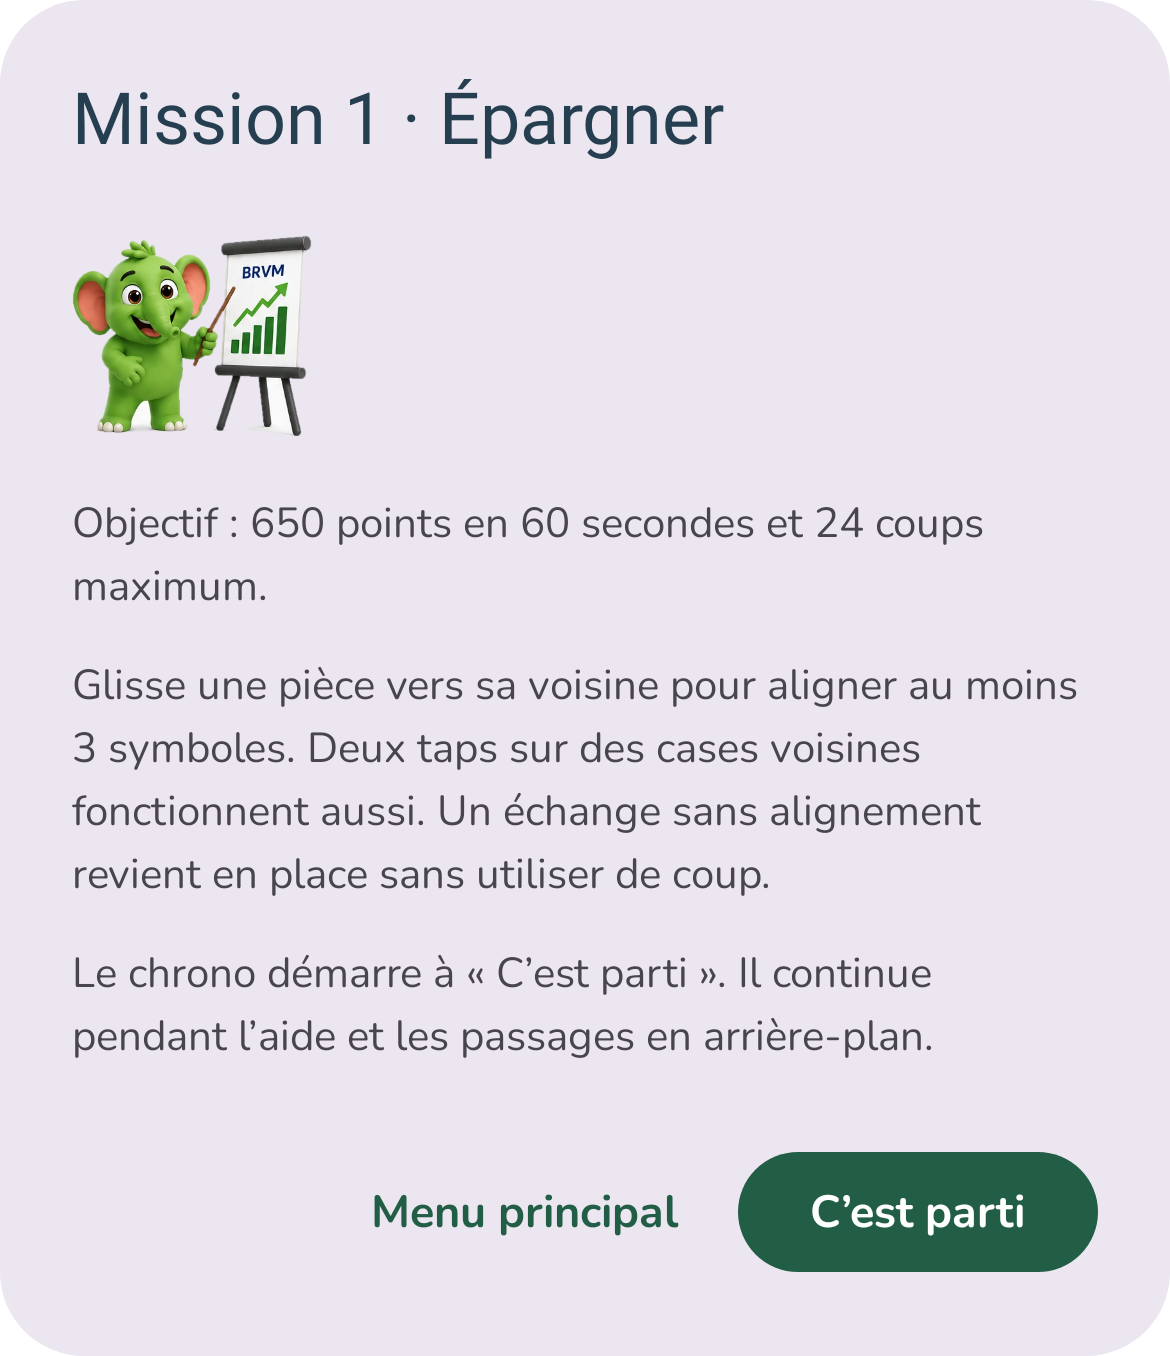 Mission 1 · Épargner
BRVM
Objectif : 650 points en 60 secondes et 24 coups
maximum.
Glisse une pièce vers sa voisine pour aligner au moins
3 symboles. Deux taps sur des cases voisines
fonctionnent aussi. Un échange sans alignement
revient en place sans utiliser de coup.
Le chrono démarre à « C’est parti ». Il continue
pendant l’aide et les passages en arrière-plan.
Menu principal
C’est parti